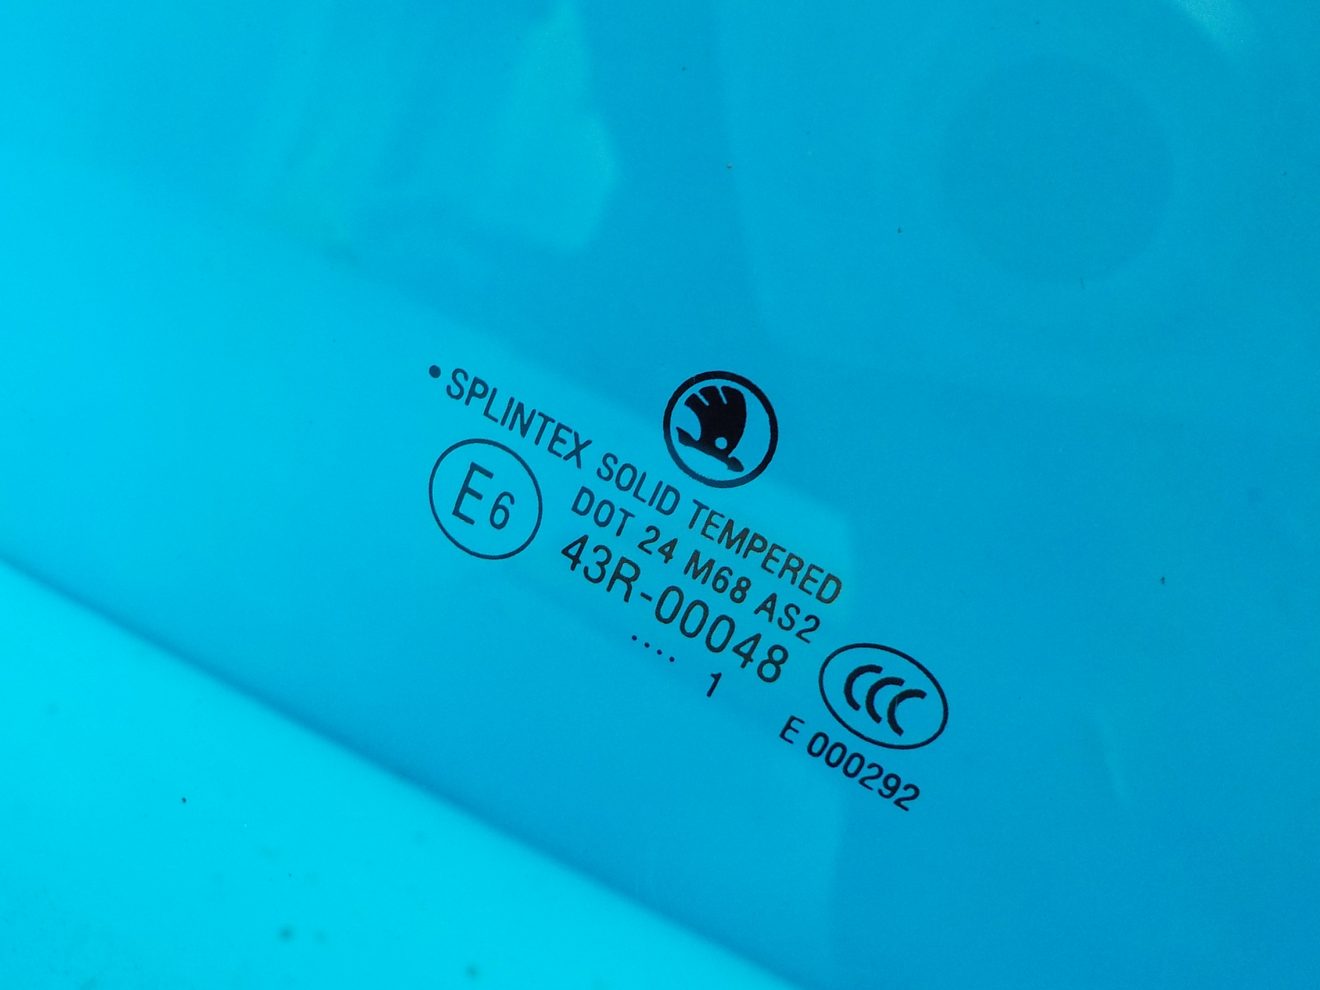 SPLINTEX SOLID TEMPERED
E6
DOT 24 M68 AS2
43R-00048
.... 1
CCC
E 000292